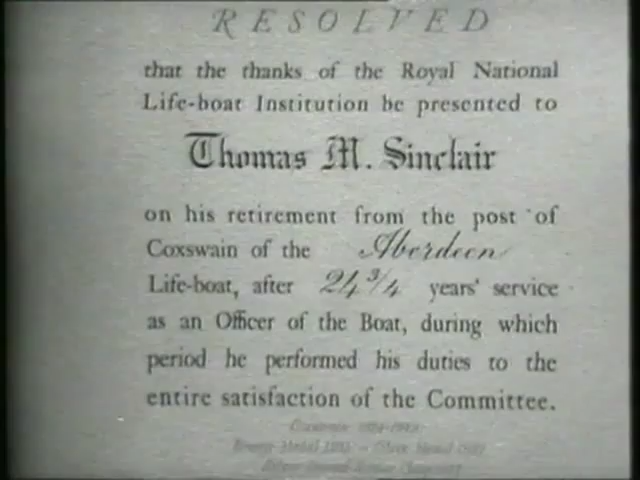 RESOLVED
that the thanks of the Royal National
Life-boat Institution be presented to
Thomas M. Sinclair
on his retirement from the post of
Coxswain of the Aberdeen
Life-boat, after 24 3/4 years' service
as an Officer of the Boat, during which
period he performed his duties to the
entire satisfaction of the Committee.